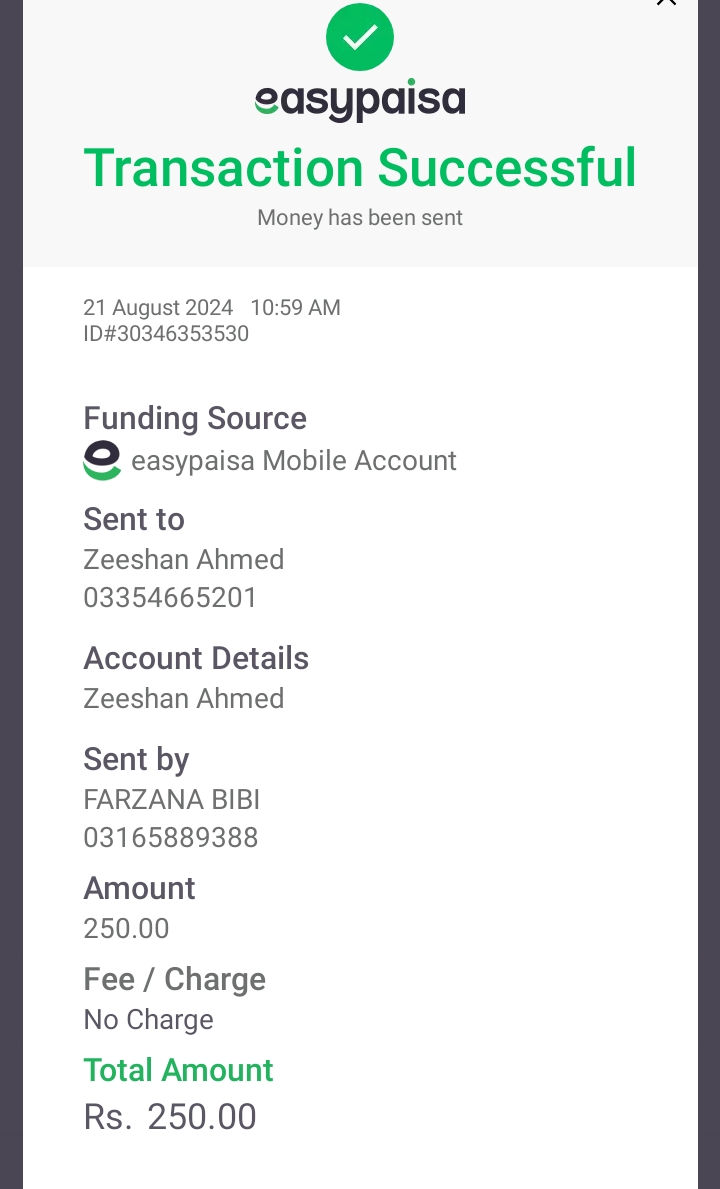 easypaisa
Transaction Successful
Money has been sent
21 August 2024 10:59 AM
ID#30346353530
Funding Source
easypaisa Mobile Account
Sent to
Zeeshan Ahmed
03354665201
Account Details
Zeeshan Ahmed
Sent by
FARZANA BIBI
03165889388
Amount
250.00
Fee / Charge
No Charge
Total Amount
Rs. 250.00